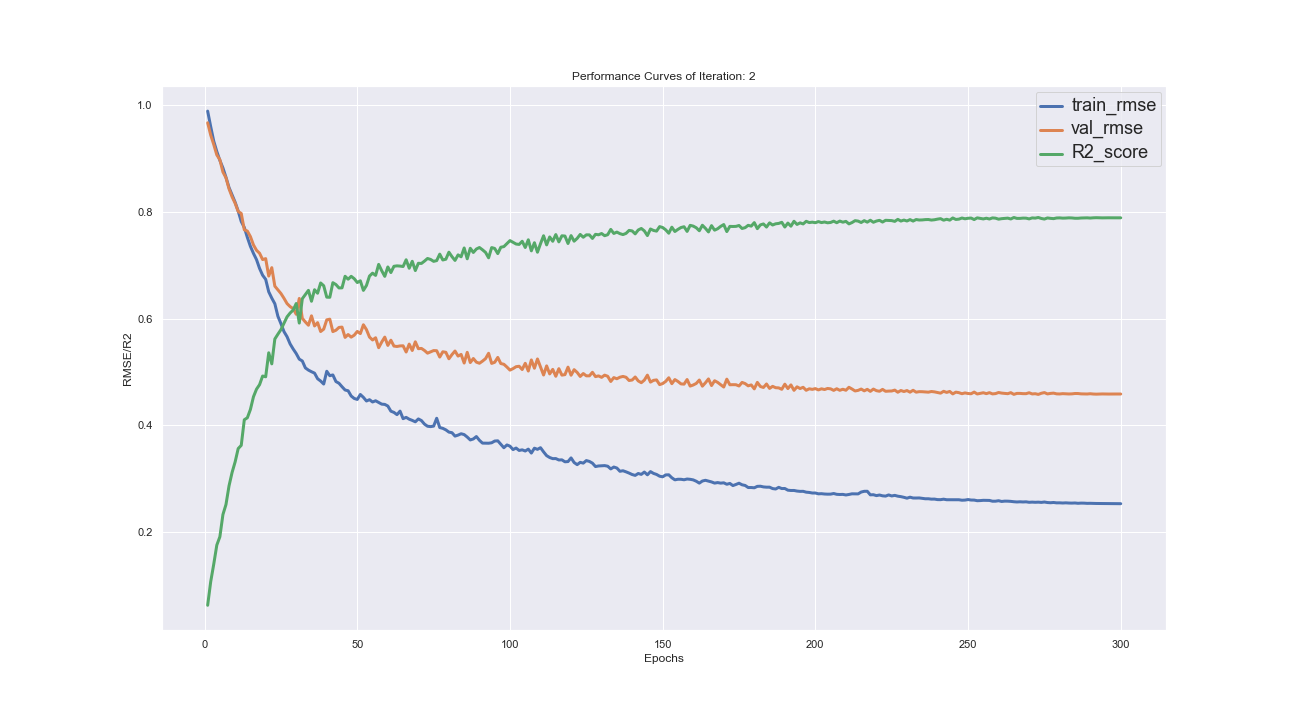 Performance Curves of Iteration: 2
train_rmse
val_rmse
R2_score
RMSE/R2
1.0
0.8
0.6
0.4
0.2
0 50 100 150 200 250 300
Epochs